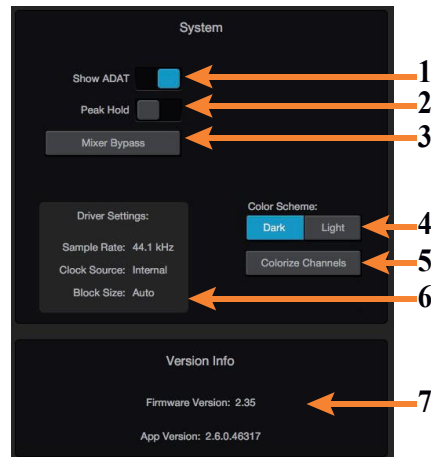 System
Show ADAT
1
Peak Hold
2
Mixer Bypass
3
Color Scheme:
Dark Light
4
Colorize Channels
5
Driver Settings:
Sample Rate: 44.1 kHz
Clock Source: Internal
Block Size: Auto
6
Version Info
Firmware Version: 2.35
7
App Version: 2.6.0.46317